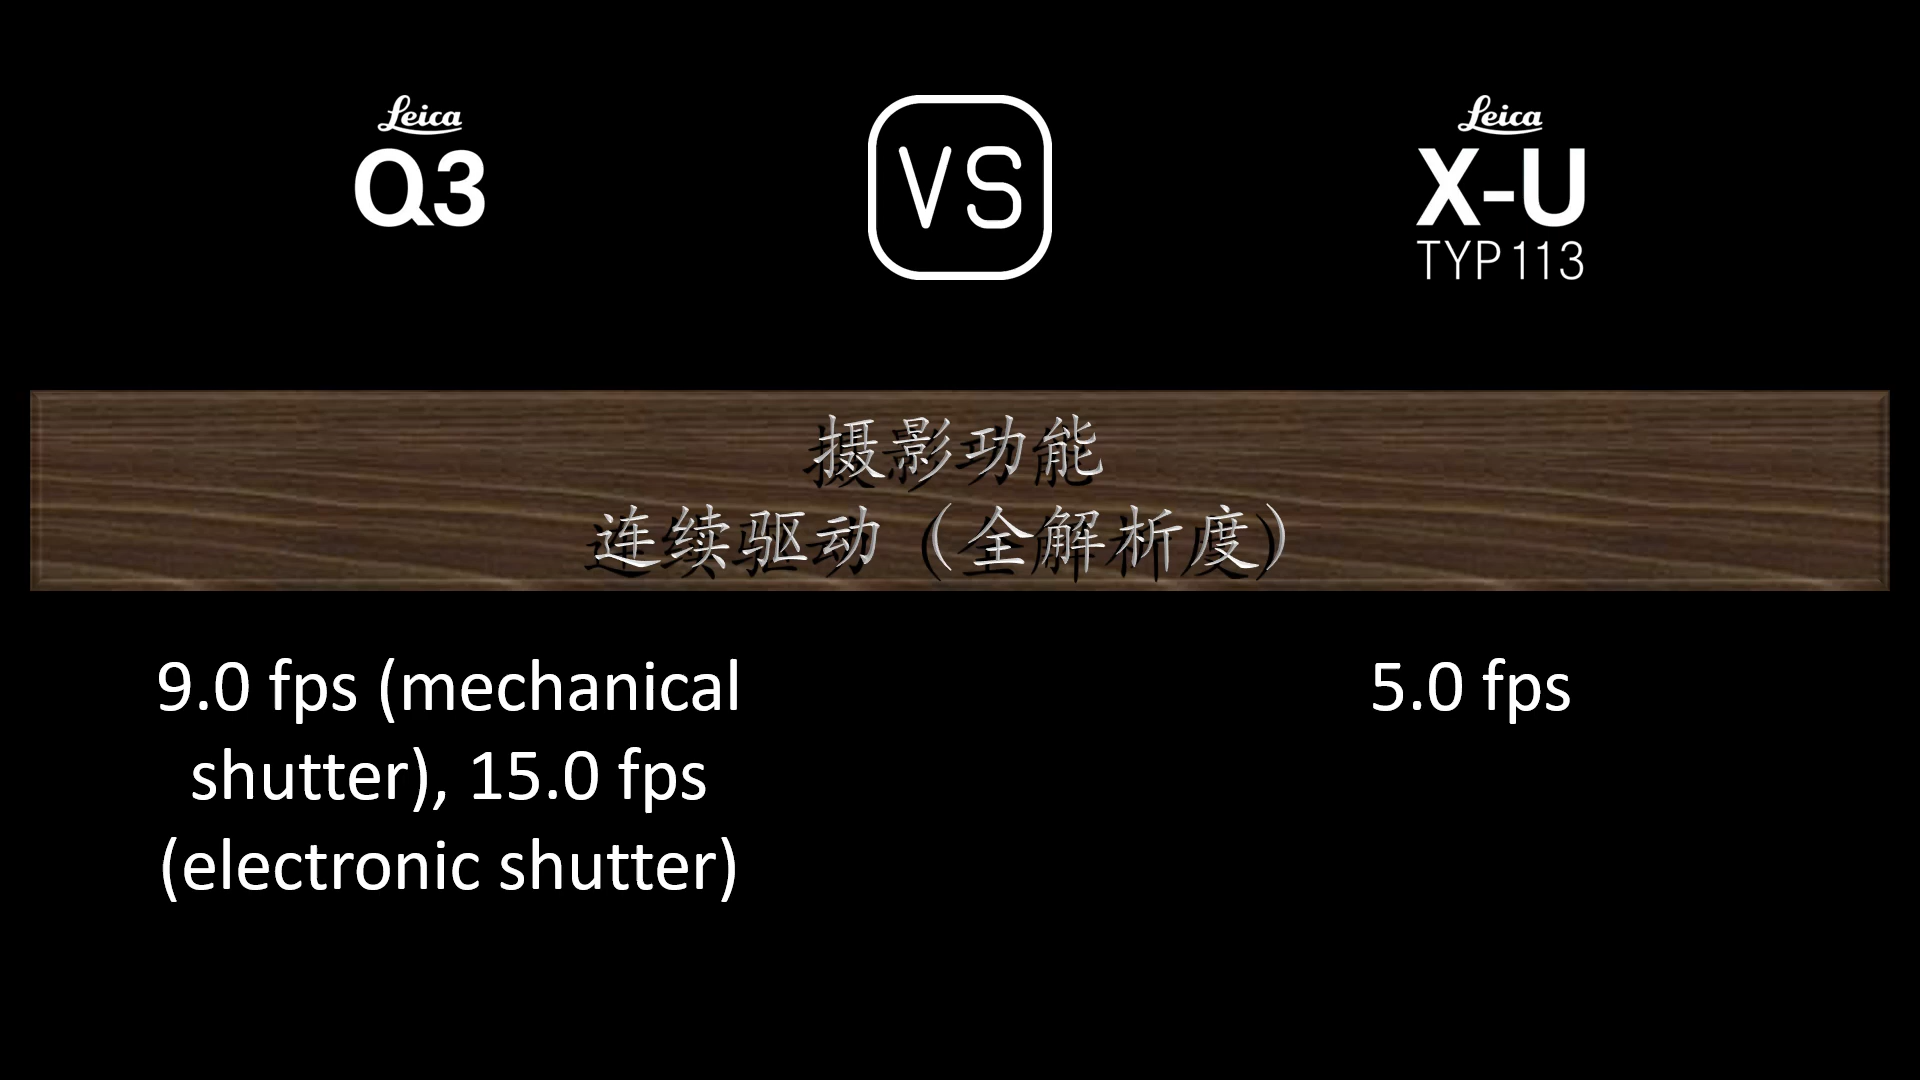 Leica
Q3
VS
Leica
X-U
TYP 113
摄影功能
连续驱动（全解析度）
9.0 fps (mechanical
shutter), 15.0 fps
(electronic shutter)
5.0 fps